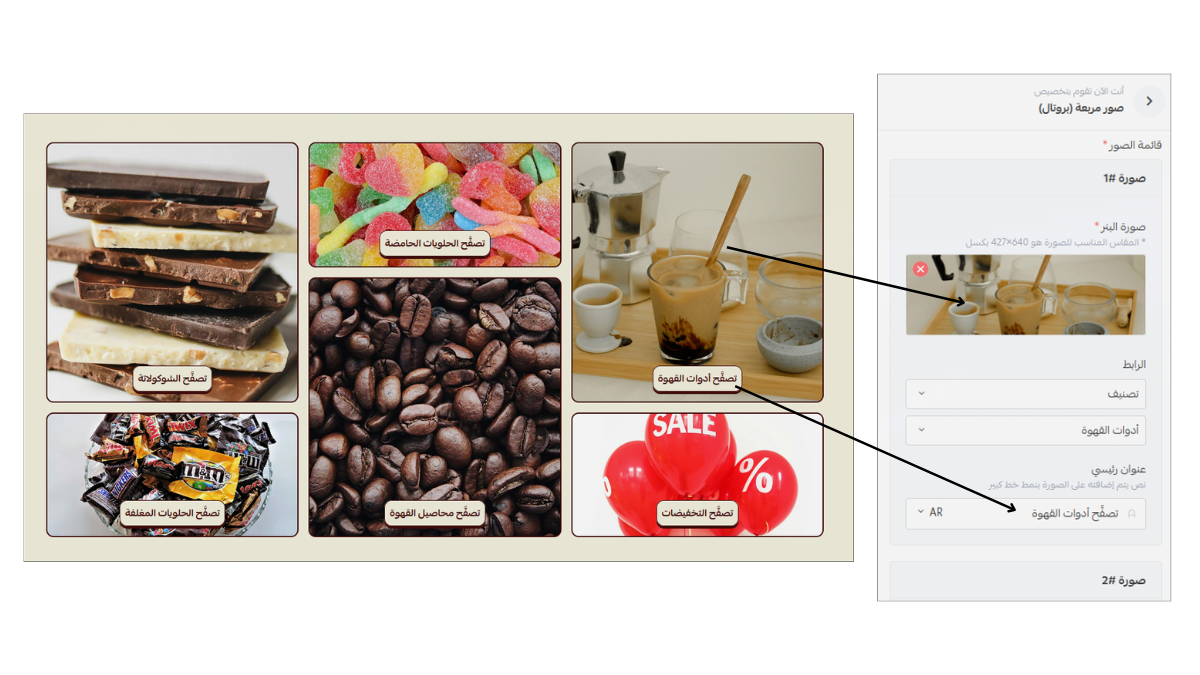 تصفَّح أدوات القهوة
تصفَّح الحلويات الحامضة
تصفَّح الشوكولاتة
تصفَّح التخفيضات
SALE
%
%
تصفَّح محاصيل القهوة
تصفَّح الحلويات المغلفة
m&m's
أنت الآن تقوم بتخصيص
صور مربعة (بروتال)
قائمة الصور *
صورة #1
صورة البنر *
* المقاس المناسب للصورة هو 640×427 بكسل
الرابط
تصنيف
أدوات القهوة
عنوان رئيسي
نص يتم إضافته على الصورة بنمط خط كبير
تصفَّح أدوات القهوة
AR
صورة #2